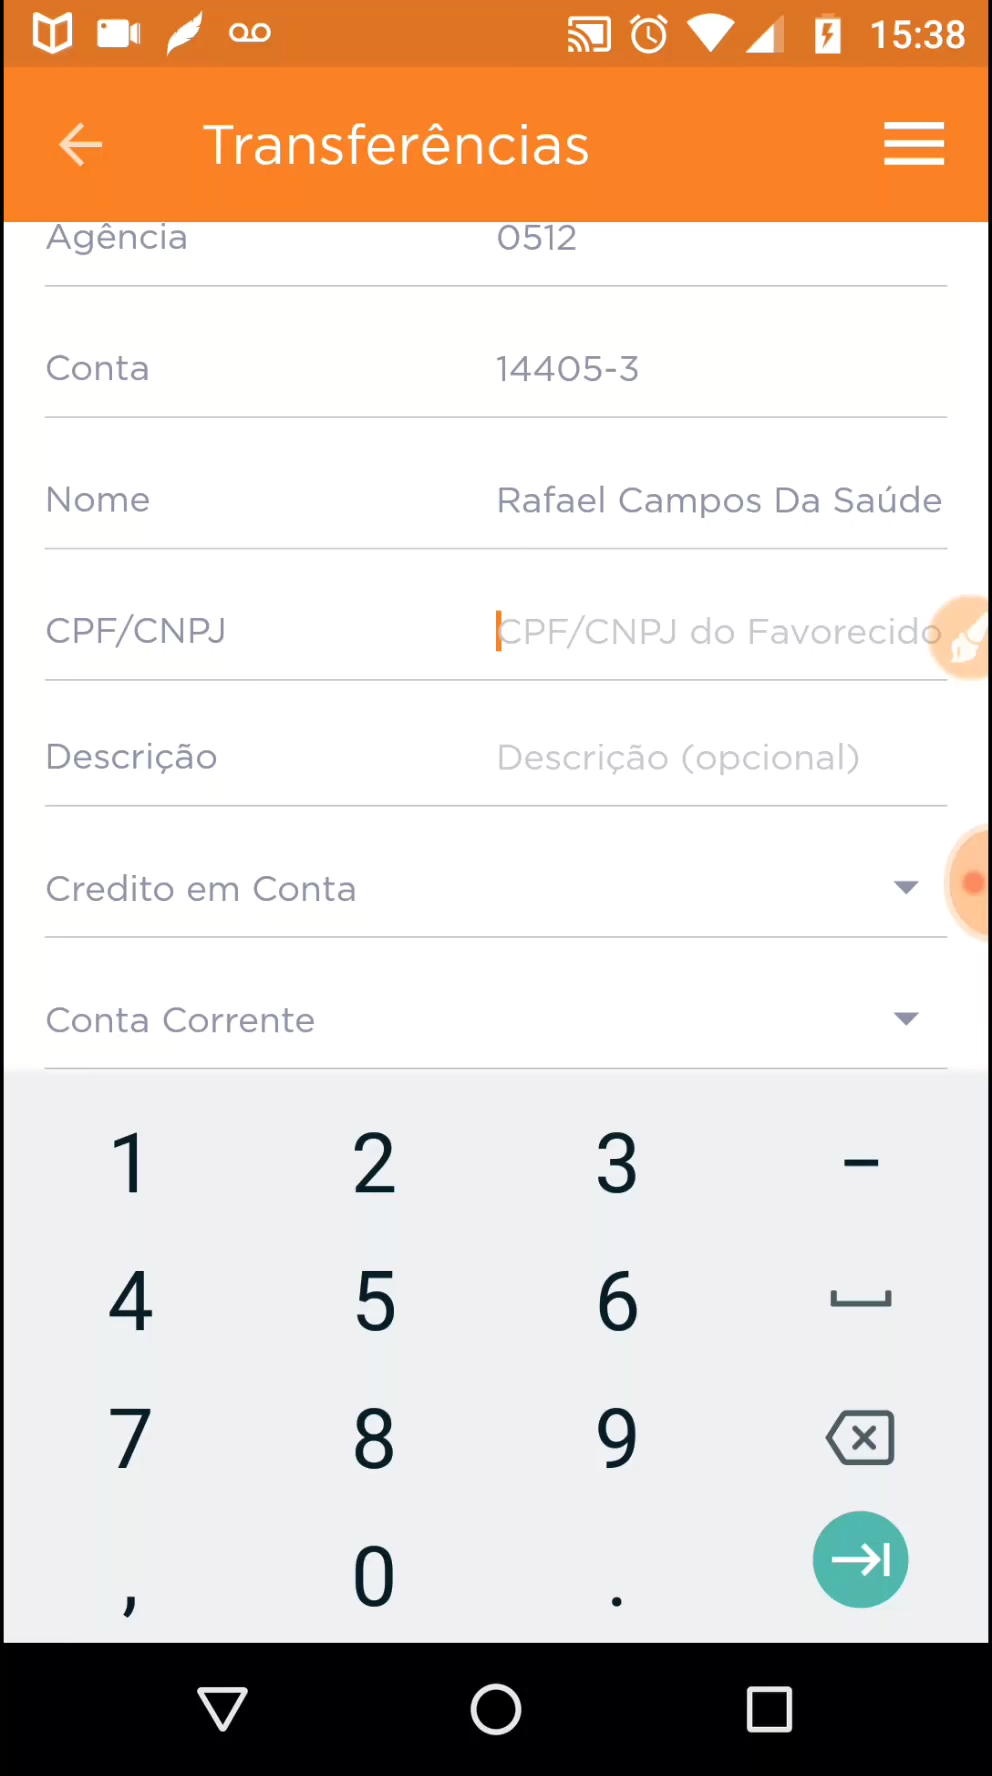 15:38
Transferências
Agência 0512
Conta 14405-3
Nome Rafael Campos Da Saúde
CPF/CNPJ CPF/CNPJ do Favorecido
Descrição Descrição (opcional)
Credito em Conta
Conta Corrente
1 2 3 -
4 5 6
7 8 9
, 0 .